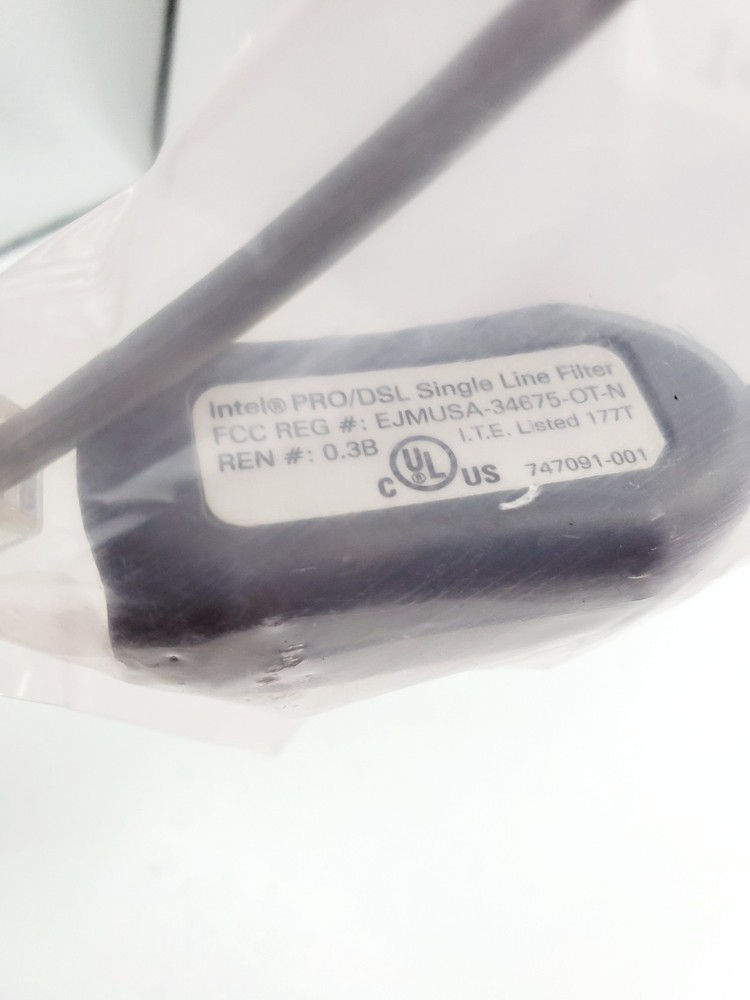 Intel® PRO/DSL Single Line Filter
FCC REG #: EJMUSA-34675-OT-N
REN #: 0.3B
I.T.E. Listed 177T
C UL® US
747091-001